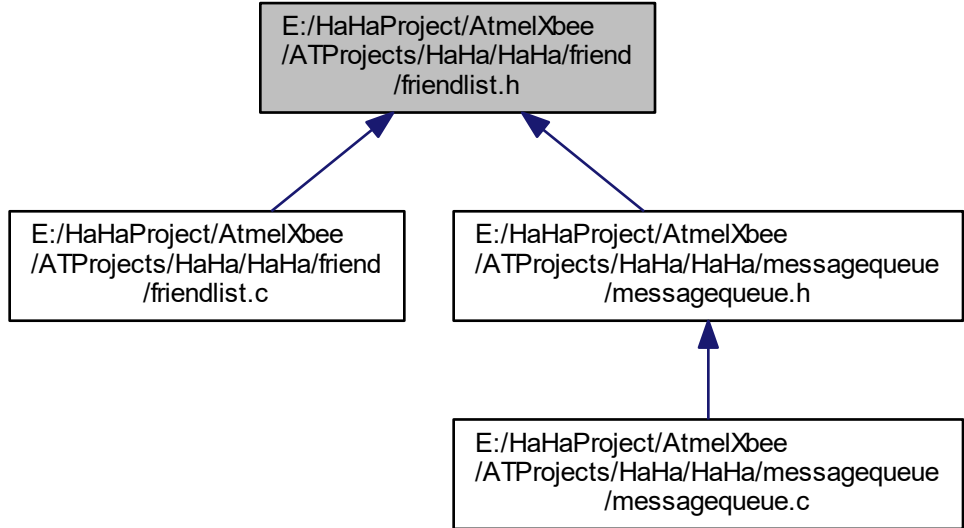 E:/HaHaProject/AtmelXbee
/ATProjects/HaHa/HaHa/friend
/friendlist.h
E:/HaHaProject/AtmelXbee
/ATProjects/HaHa/HaHa/friend
/friendlist.c
E:/HaHaProject/AtmelXbee
/ATProjects/HaHa/HaHa/messagequeue
/messagequeue.h
E:/HaHaProject/AtmelXbee
/ATProjects/HaHa/HaHa/messagequeue
/messagequeue.c